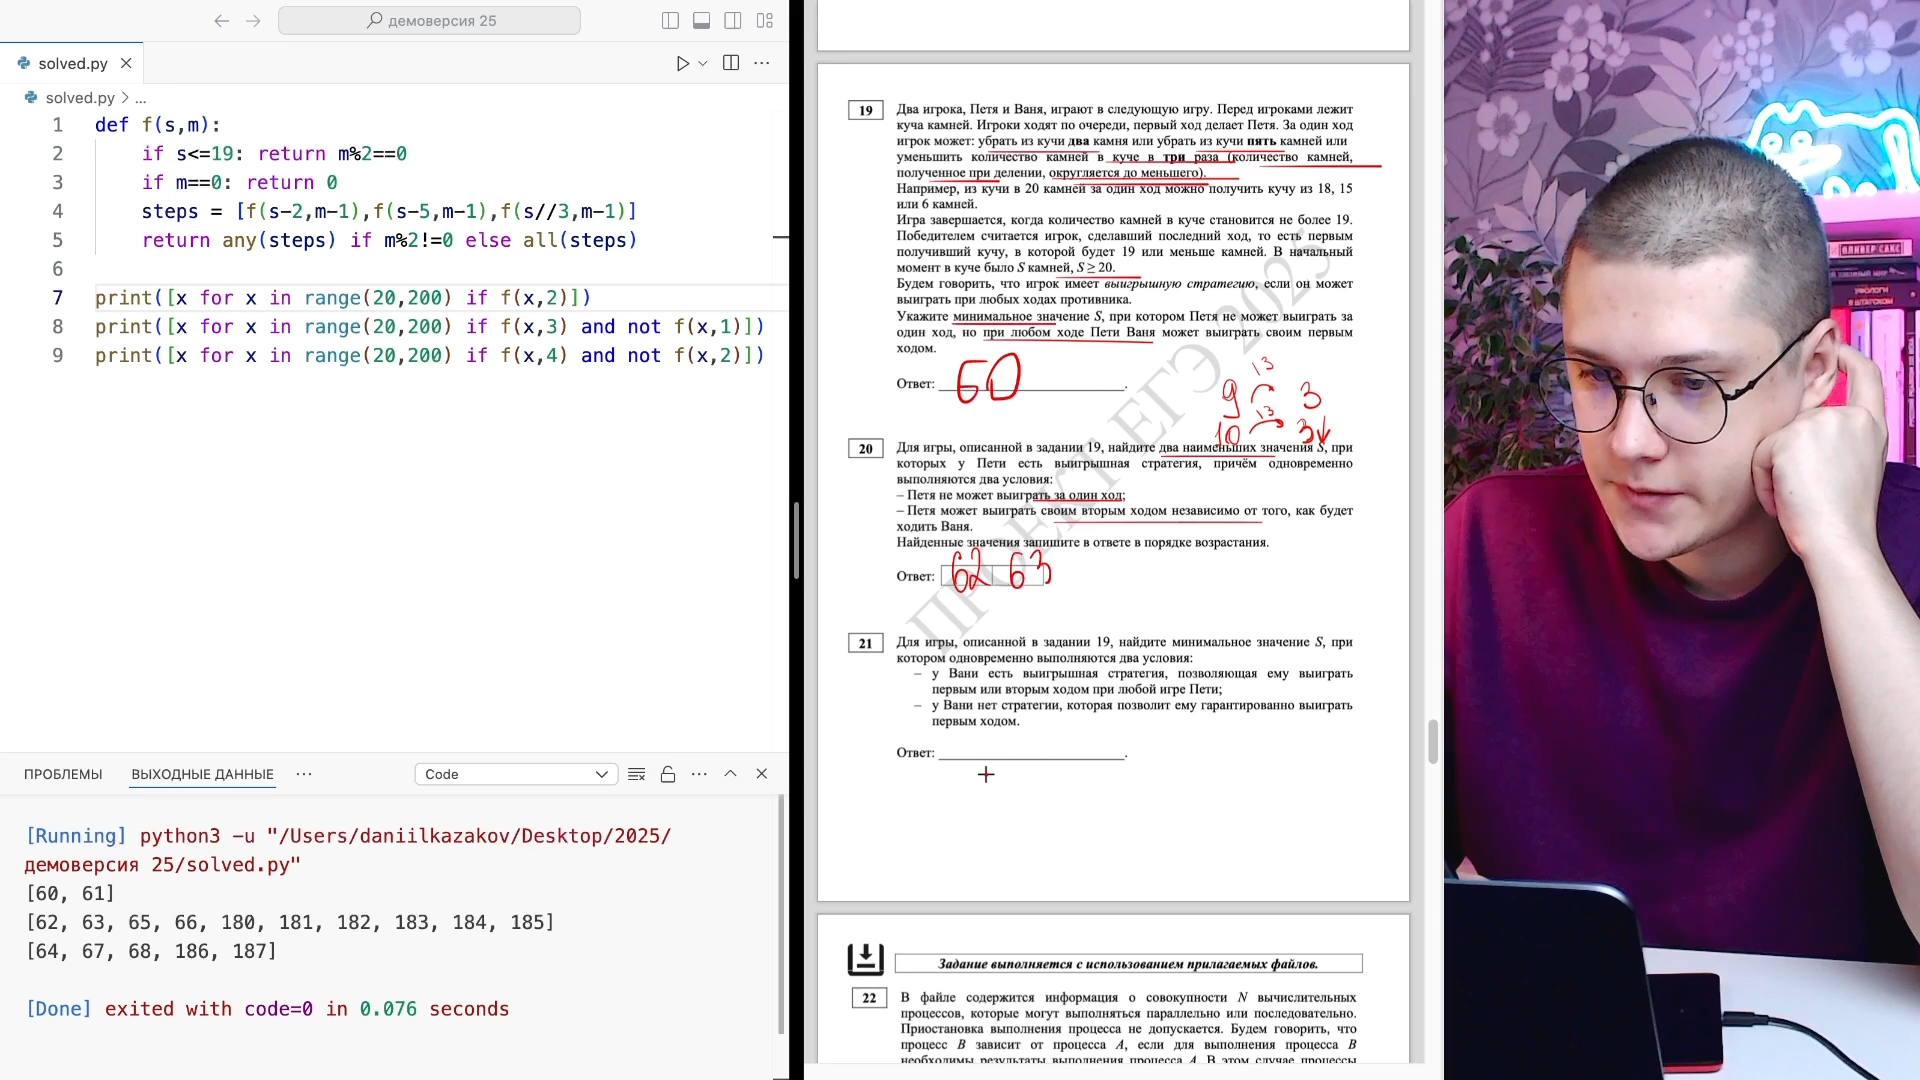 демоверсия 25
solved.py
solved.py > ...
1 def f(s,m):
2 if s<=19: return m%2==0
3 if m==0: return 0
4 steps = [f(s-2,m-1),f(s-5,m-1),f(s//3,m-1)]
5 return any(steps) if m%2!=0 else all(steps)
6
7 print([x for x in range(20,200) if f(x,2)])
8 print([x for x in range(20,200) if f(x,3) and not f(x,1)])
9 print([x for x in range(20,200) if f(x,4) and not f(x,2)])
ПРОБЛЕМЫ ВЫХОДНЫЕ ДАННЫЕ ... Code
[Running] python3 -u "/Users/daniilkazakov/Desktop/2025/
демоверсия 25/solved.py"
[60, 61]
[62, 63, 65, 66, 180, 181, 182, 183, 184, 185]
[64, 67, 68, 186, 187]
[Done] exited with code=0 in 0.076 seconds
19 Два игрока, Петя и Ваня, играют в следующую игру. Перед игроками лежит
куча камней. Игроки ходят по очереди, первый ход делает Петя. За один ход
игрок может: убрать из кучи два камня или убрать из кучи пять камней или
уменьшить количество камней в куче в три раза (количество камней,
полученное при делении, округляется до меньшего).
Например, из кучи в 20 камней за один ход можно получить кучу из 18, 15
или 6 камней.
Игра завершается, когда количество камней в куче становится не более 19.
Победителем считается игрок, сделавший последний ход, то есть первым
получивший кучу, в которой будет 19 или меньше камней. В начальный
момент в куче было S камней, S ≥ 20.
Будем говорить, что игрок имеет выигрышную стратегию, если он может
выиграть при любых ходах противника.
Укажите минимальное значение S, при котором Петя не может выиграть за
один ход, но при любом ходе Пети Ваня может выиграть своим первым
ходом.
Ответ: 60.
9 13 3
10 13 3↓
20 Для игры, описанной в задании 19, найдите два наименьших значения S, при
которых у Пети есть выигрышная стратегия, причём одновременно
выполняются два условия:
– Петя не может выиграть за один ход;
– Петя может выиграть своим вторым ходом независимо от того, как будет
ходить Ваня.
Найденные значения запишите в ответе в порядке возрастания.
Ответ: 62 63
21 Для игры, описанной в задании 19, найдите минимальное значение S, при
котором одновременно выполняются два условия:
– у Вани есть выигрышная стратегия, позволяющая ему выиграть
первым или вторым ходом при любой игре Пети;
– у Вани нет стратегии, которая позволит ему гарантированно выиграть
первым ходом.
Ответ: .
ПРОЕКТ ЕГЭ 2025
Задание выполняется с использованием прилагаемых файлов.
22 В файле содержится информация о совокупности N вычислительных
процессов, которые могут выполняться параллельно или последовательно.
Приостановка выполнения процесса не допускается. Будем говорить, что
процесс B зависит от процесса A, если для выполнения процесса B
необходимы результаты выполнения процесса A. В этом случае процессы
ОЛИВЕР САКС